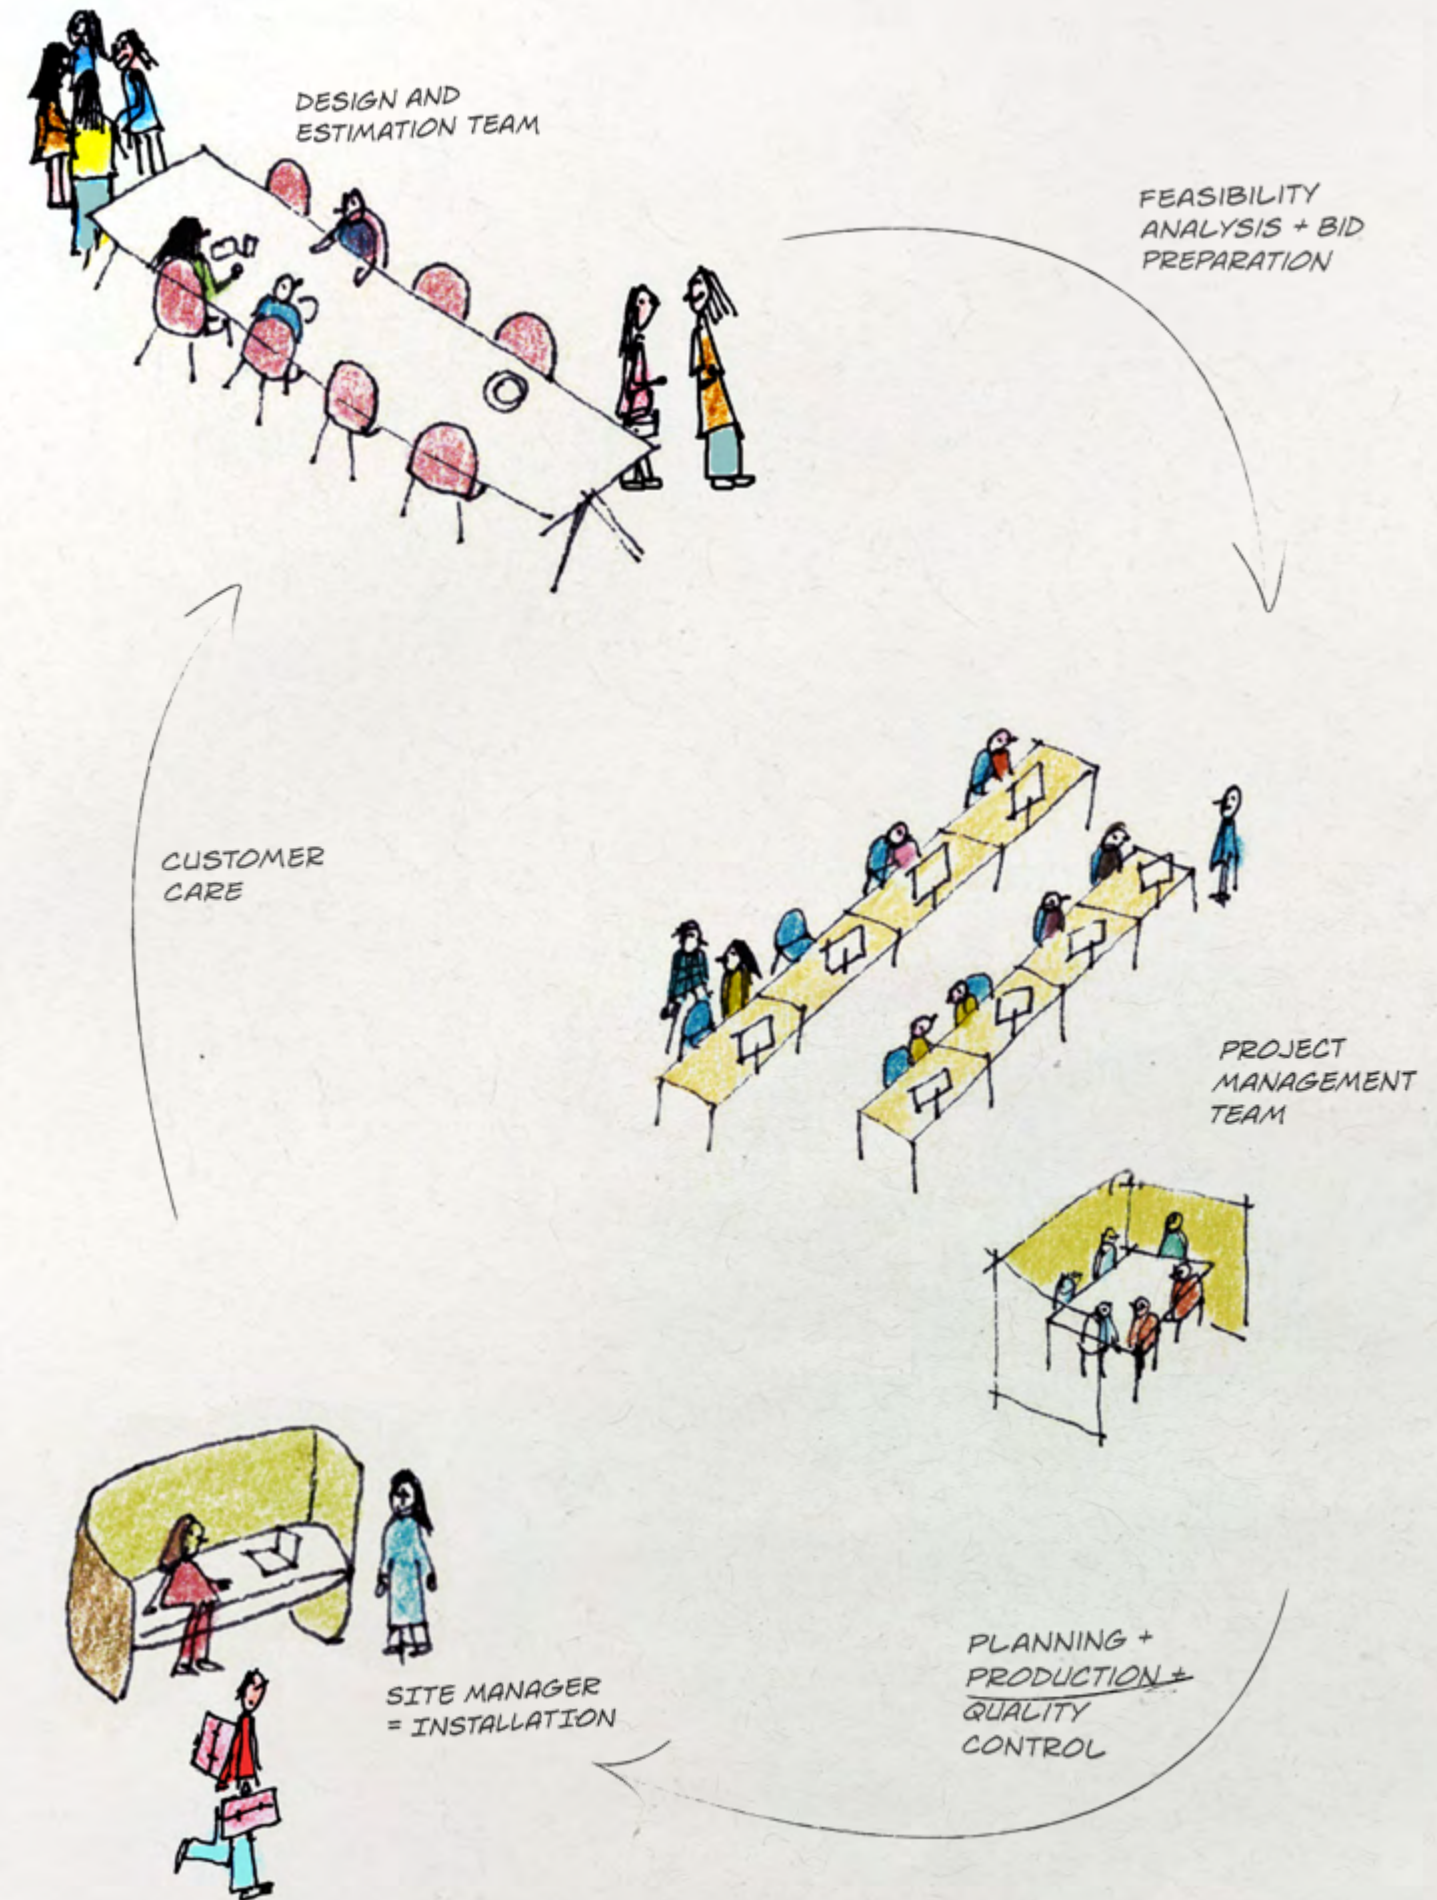 DESIGN AND
ESTIMATION TEAM
FEASIBILITY
ANALYSIS + BID
PREPARATION
CUSTOMER
CARE
PROJECT
MANAGEMENT
TEAM
PLANNING +
PRODUCTION +
QUALITY
CONTROL
SITE MANAGER
= INSTALLATION